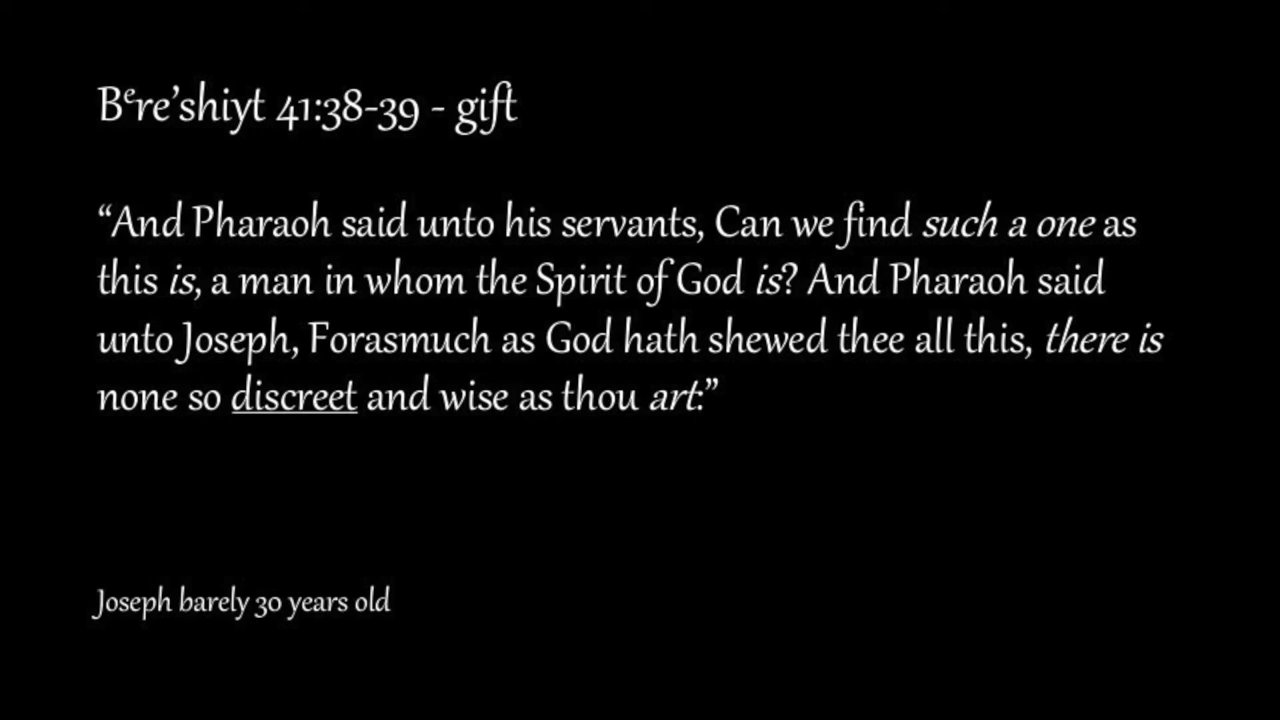 Bᵉre’shiyt 41:38-39 - gift
“And Pharaoh said unto his servants, Can we find such a one as
this is, a man in whom the Spirit of God is? And Pharaoh said
unto Joseph, Forasmuch as God hath shewed thee all this, there is
none so discreet and wise as thou art:”
Joseph barely 30 years old